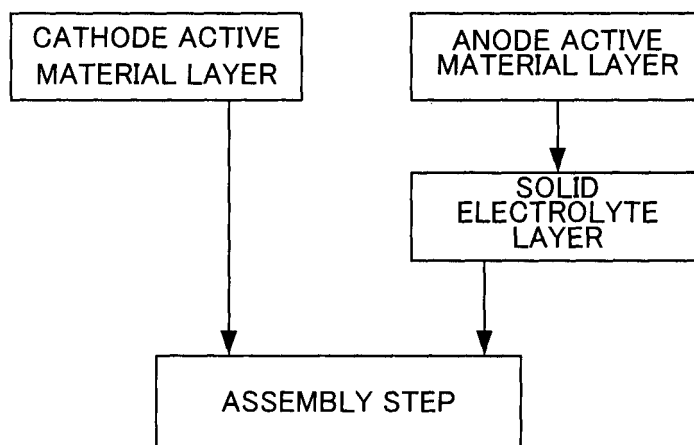 CATHODE ACTIVE
MATERIAL LAYER
ANODE ACTIVE
MATERIAL LAYER
SOLID
ELECTROLYTE
LAYER
ASSEMBLY STEP